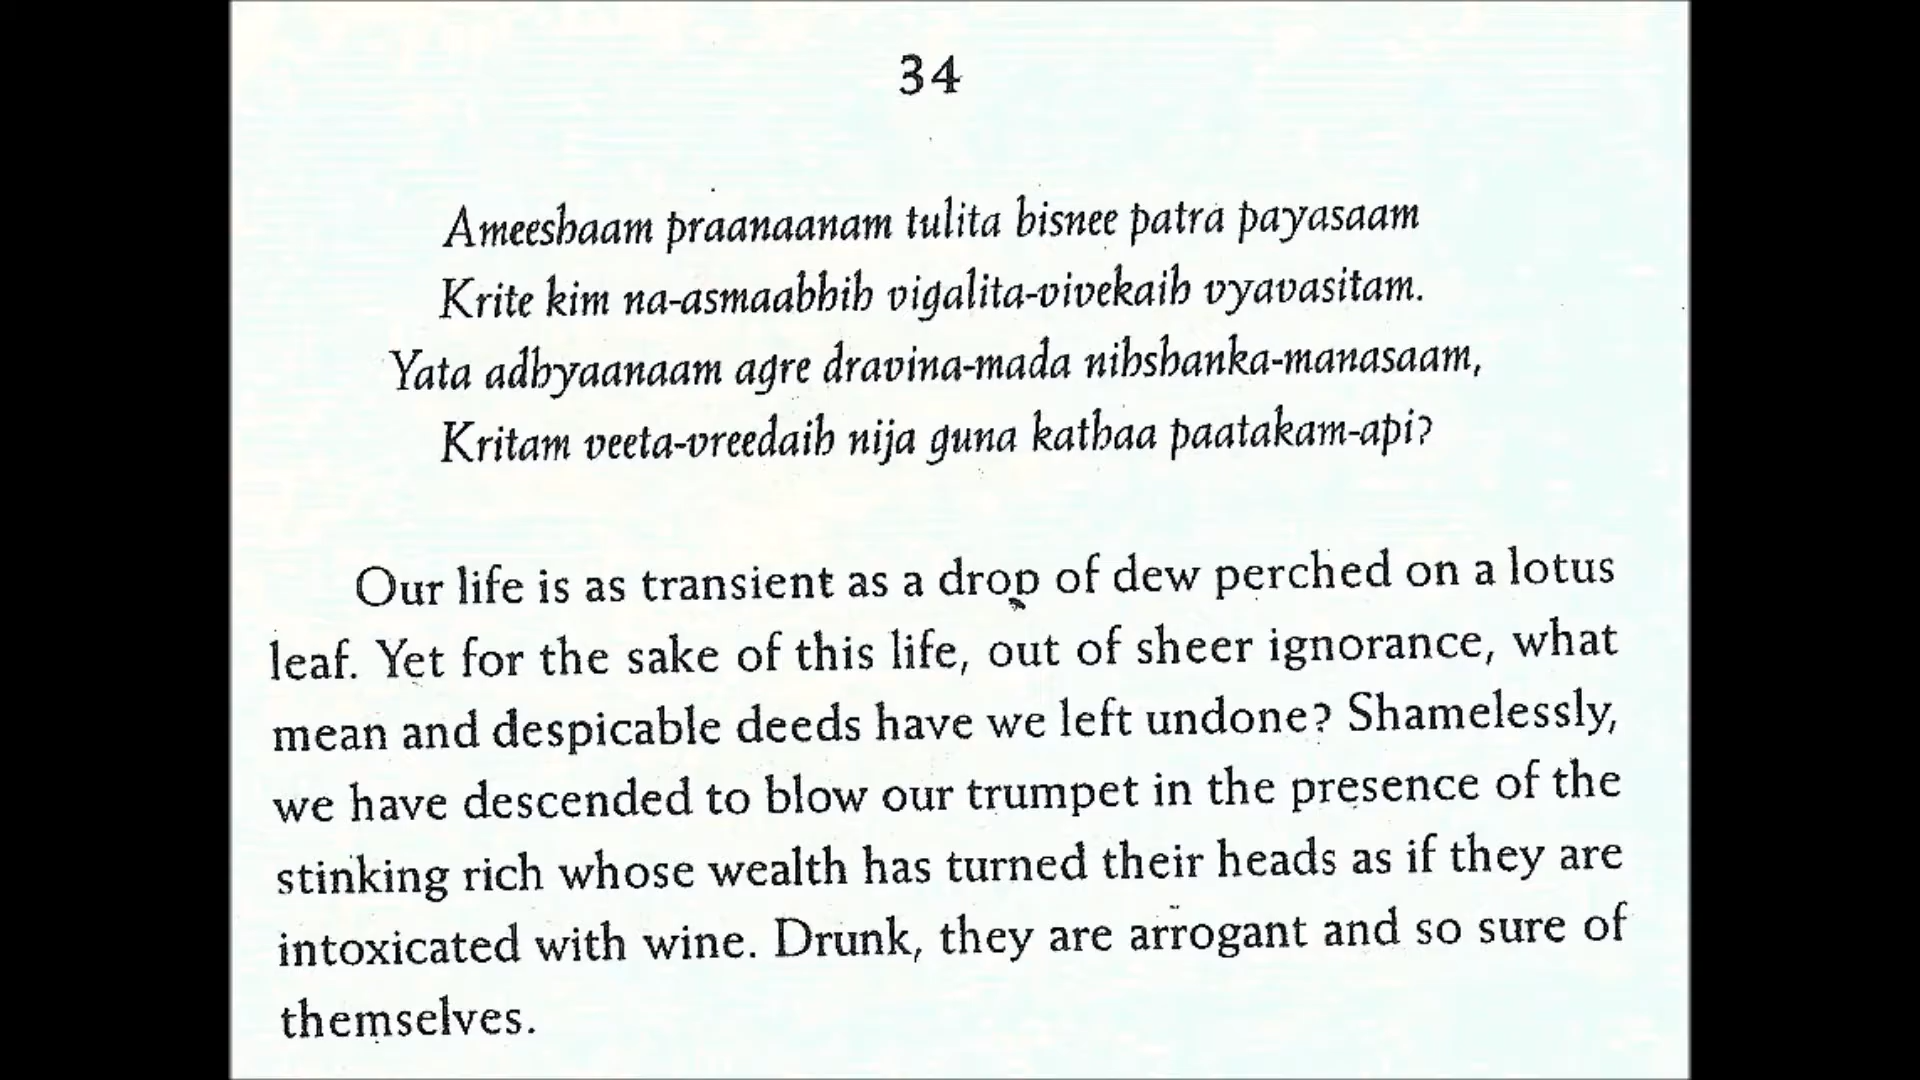 34
Ameeshaam praanaanam tulita bisnee patra payasaam
Krite kim na-asmaabhih vigalita-vivekaih vyavasitam.
Yata adhyaanaam agre dravina-mada nihshanka-manasaam,
Kritam veeta-vreedaih nija guna kathaa paatakam-api?
Our life is as transient as a drop of dew perched on a lotus
leaf. Yet for the sake of this life, out of sheer ignorance, what
mean and despicable deeds have we left undone? Shamelessly,
we have descended to blow our trumpet in the presence of the
stinking rich whose wealth has turned their heads as if they are
intoxicated with wine. Drunk, they are arrogant and so sure of
themselves.